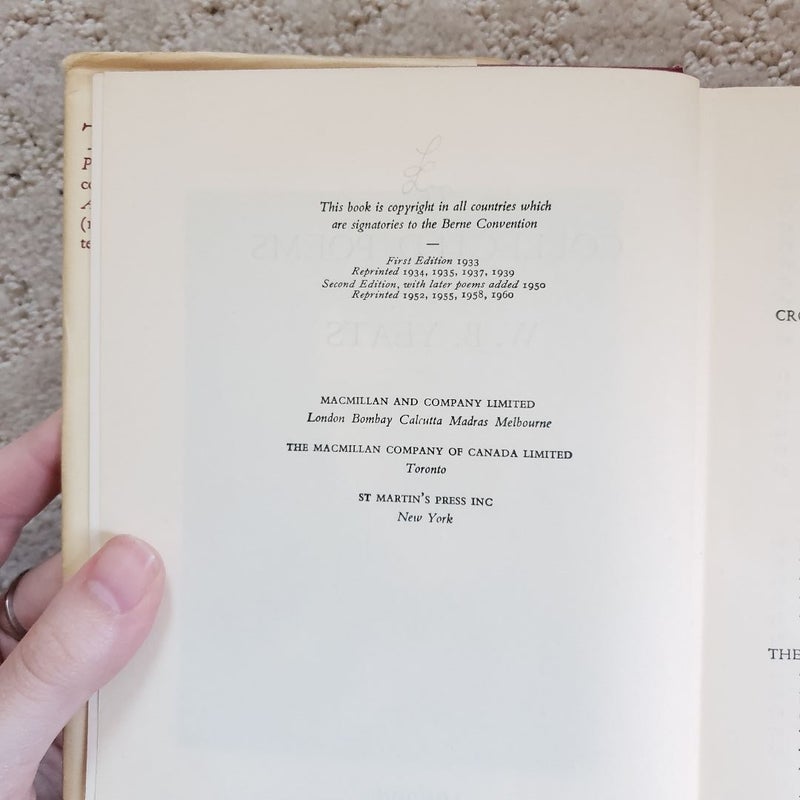 This book is copyright in all countries which
are signatories to the Berne Convention
First Edition 1933
Reprinted 1934, 1935, 1937, 1939
Second Edition, with later poems added 1950
Reprinted 1952, 1955, 1958, 1960
MACMILLAN AND COMPANY LIMITED
London Bombay Calcutta Madras Melbourne
THE MACMILLAN COMPANY OF CANADA LIMITED
Toronto
ST MARTIN'S PRESS INC
New York
THE